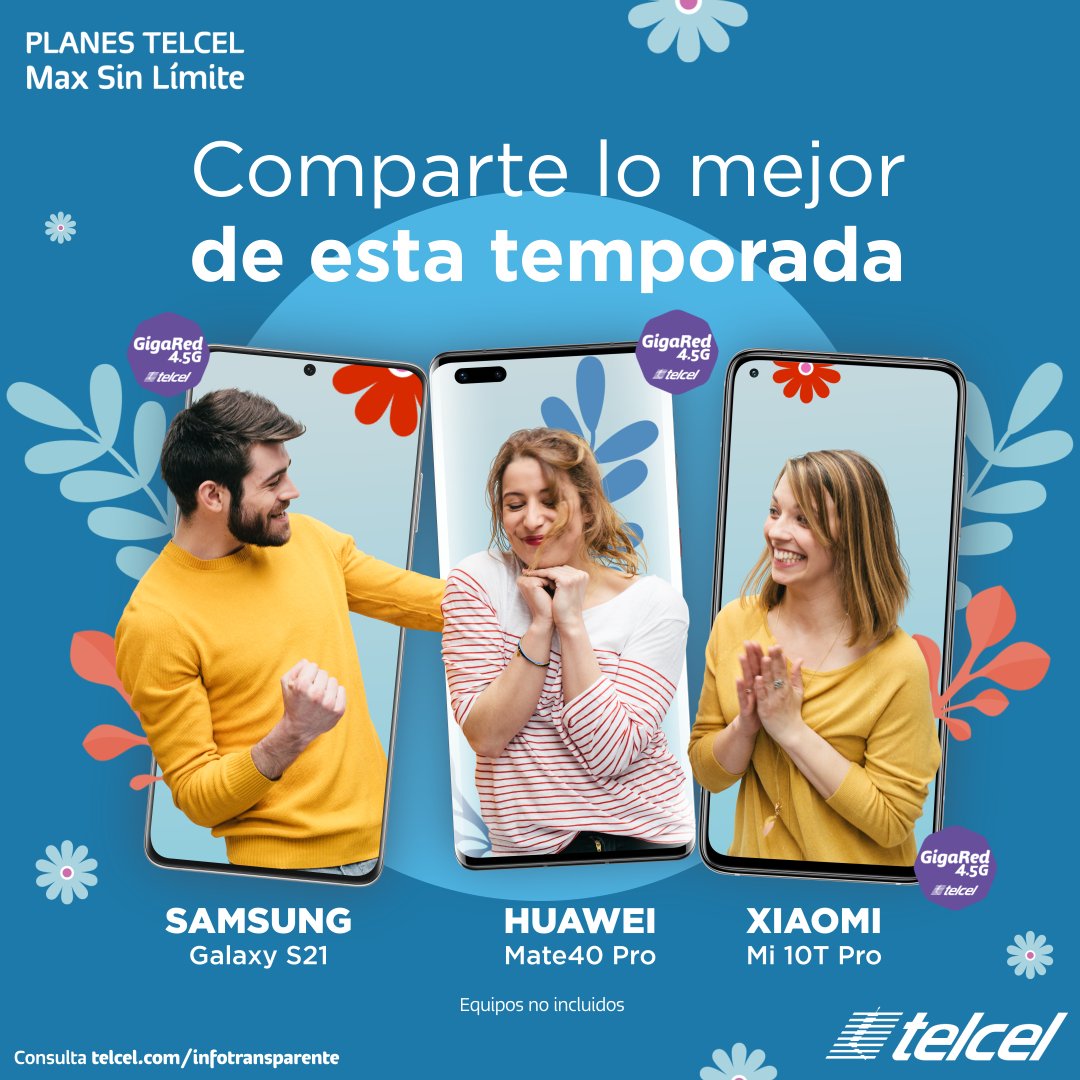 PLANES TELCEL
Max Sin Límite
Comparte lo mejor
de esta temporada
GigaRed
4.5G
telcel
GigaRed
4.5G
telcel
GigaRed
4.5G
telcel
SAMSUNG
Galaxy S21
HUAWEI
Mate40 Pro
XIAOMI
Mi 10T Pro
Equipos no incluidos
Consulta telcel.com/infotransparente
telcel